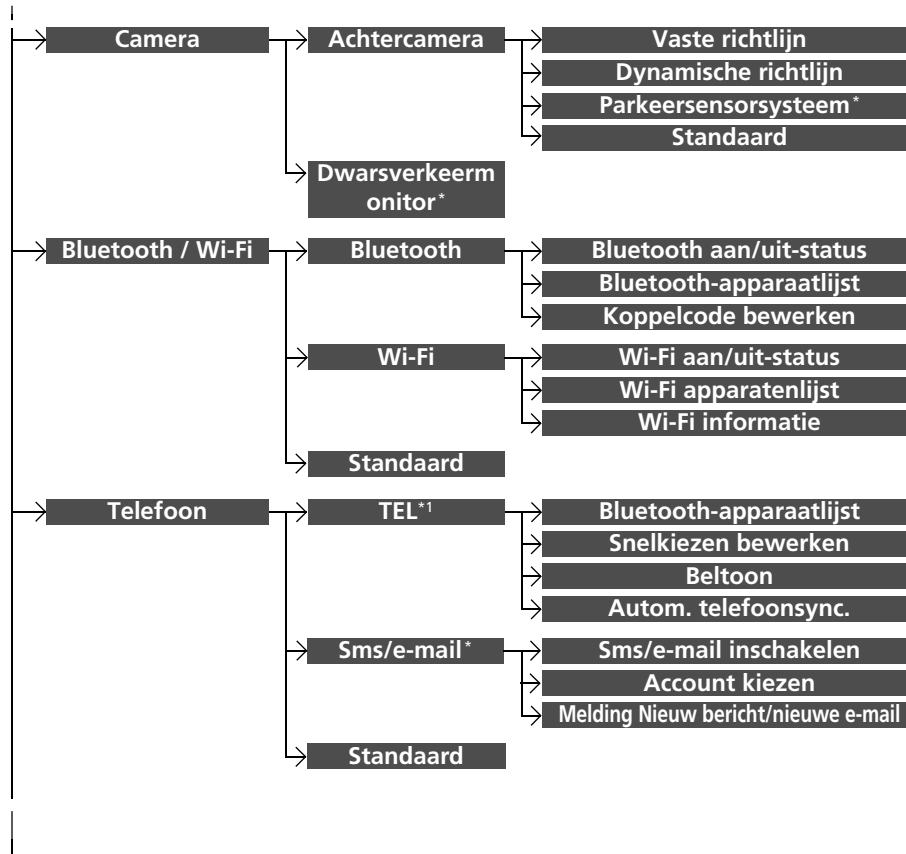 Camera
Achtercamera
Vaste richtlijn
Dynamische richtlijn
Parkeersensorsysteem*
Standaard
Dwarsverkeerm
onitor*
Bluetooth / Wi-Fi
Bluetooth
Bluetooth aan/uit-status
Bluetooth-apparaatlijst
Koppelcode bewerken
Wi-Fi
Wi-Fi aan/uit-status
Wi-Fi apparatenlijst
Wi-Fi informatie
Standaard
Telefoon
TEL*1
Bluetooth-apparaatlijst
Snelkiezen bewerken
Beltoon
Autom. telefoonsync.
Sms/e-mail*
Sms/e-mail inschakelen
Account kiezen
Melding Nieuw bericht/nieuwe e-mail
Standaard